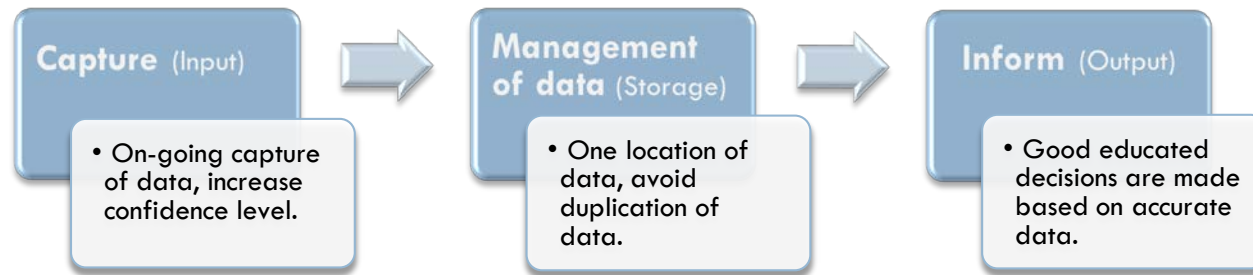 Capture (Input)
• On-going capture
of data, increase
confidence level.
Management
of data (Storage)
• One location of
data, avoid
duplication of
data.
Inform (Output)
• Good educated
decisions are made
based on accurate
data.